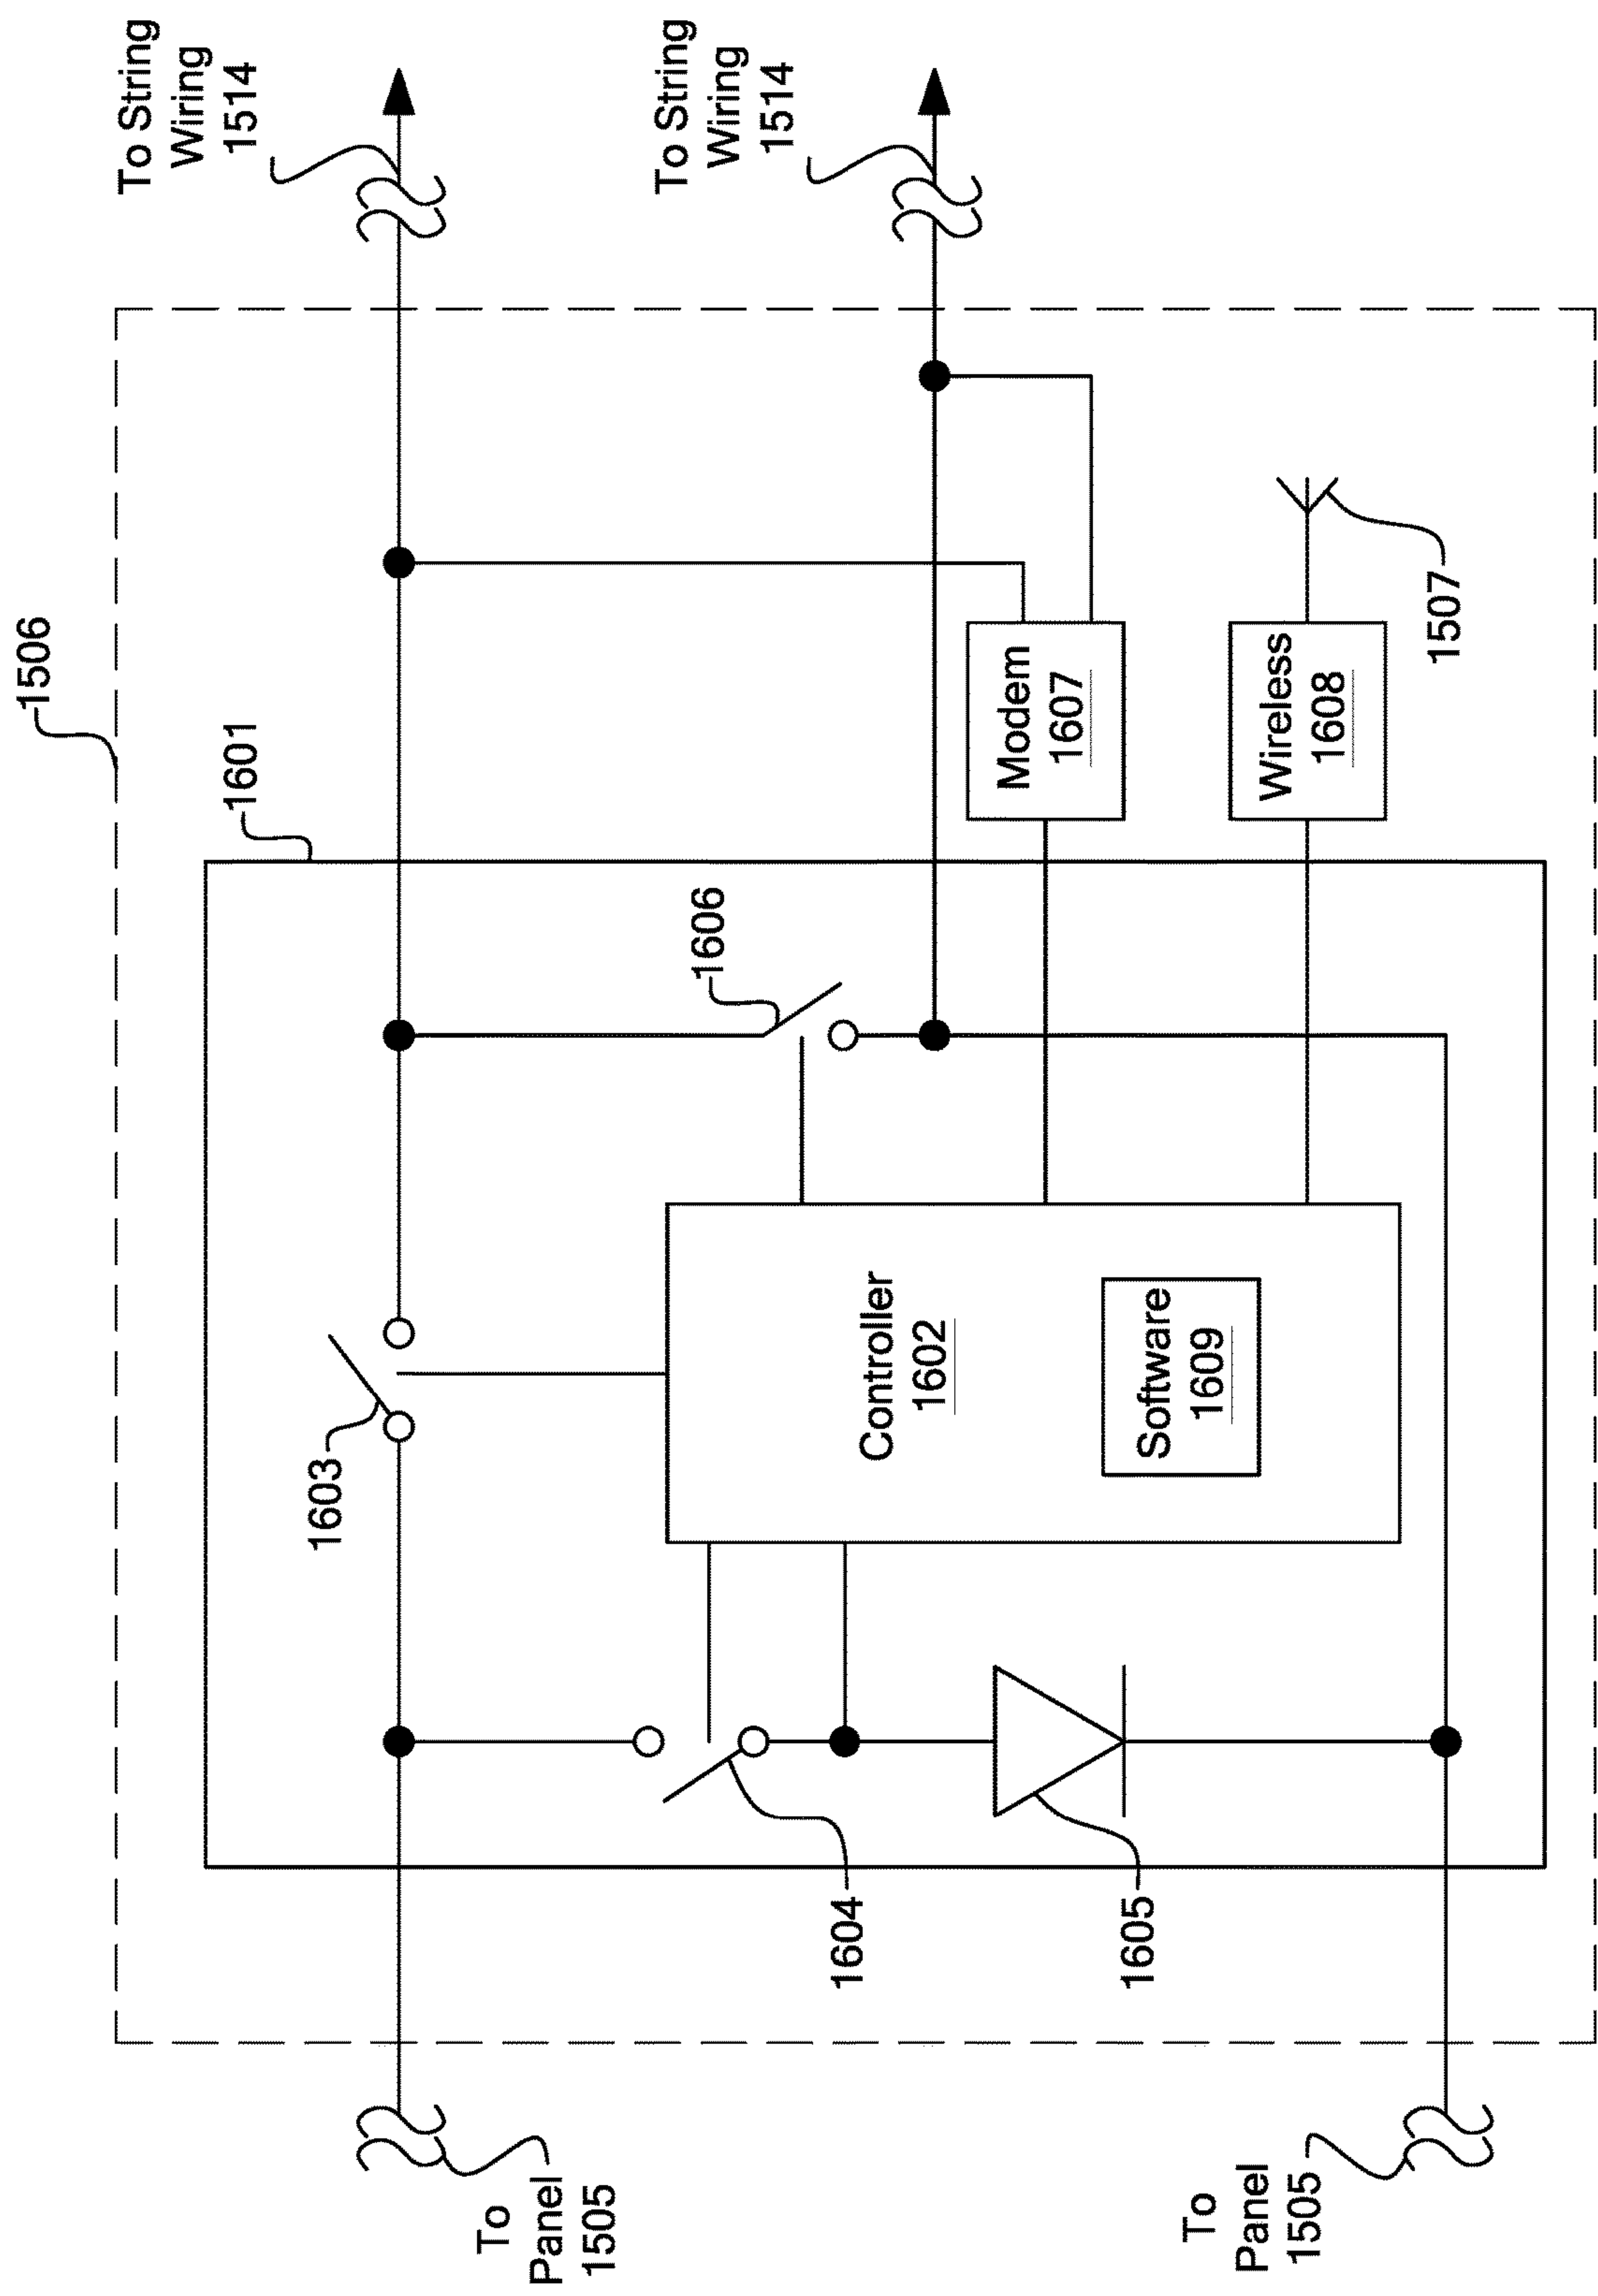 1506
1601
To String
Wiring
1514
To String
Wiring
1514
1603
1606
Modem
1607
Wireless
1608
1507
Controller
1602
Software
1609
1604
1605
To
Panel
1505
To
Panel
1505